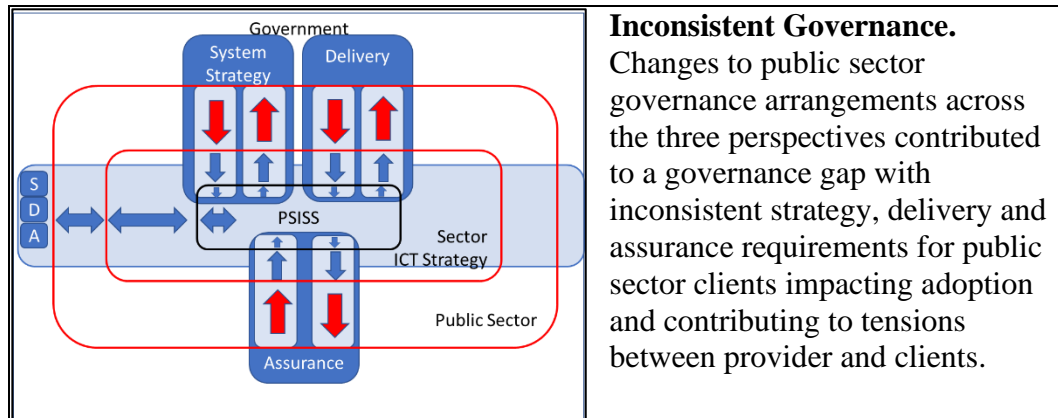 Government
System
Strategy
Delivery
S
D
A
PSISS
Sector
ICT Strategy
Public Sector
Assurance
Inconsistent Governance.
Changes to public sector
governance arrangements across
the three perspectives contributed
to a governance gap with
inconsistent strategy, delivery and
assurance requirements for public
sector clients impacting adoption
and contributing to tensions
between provider and clients.